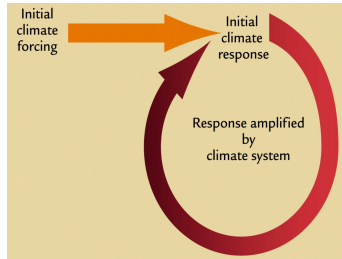 Initial
climate
forcing
Initial
climate
response
Response amplified
by
climate system